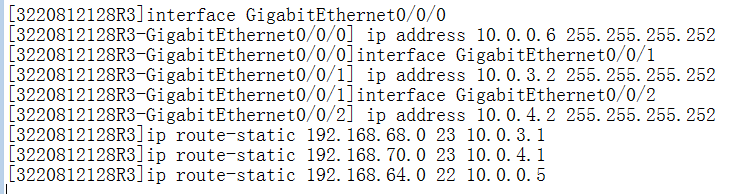 [3220812128R3]interface GigabitEthernet0/0/0
[3220812128R3-GigabitEthernet0/0/0] ip address 10.0.0.6 255.255.255.252
[3220812128R3-GigabitEthernet0/0/0]interface GigabitEthernet0/0/1
[3220812128R3-GigabitEthernet0/0/1] ip address 10.0.3.2 255.255.255.252
[3220812128R3-GigabitEthernet0/0/1]interface GigabitEthernet0/0/2
[3220812128R3-GigabitEthernet0/0/2] ip address 10.0.4.2 255.255.255.252
[3220812128R3]ip route-static 192.168.68.0 23 10.0.3.1
[3220812128R3]ip route-static 192.168.70.0 23 10.0.4.1
[3220812128R3]ip route-static 192.168.64.0 22 10.0.0.5